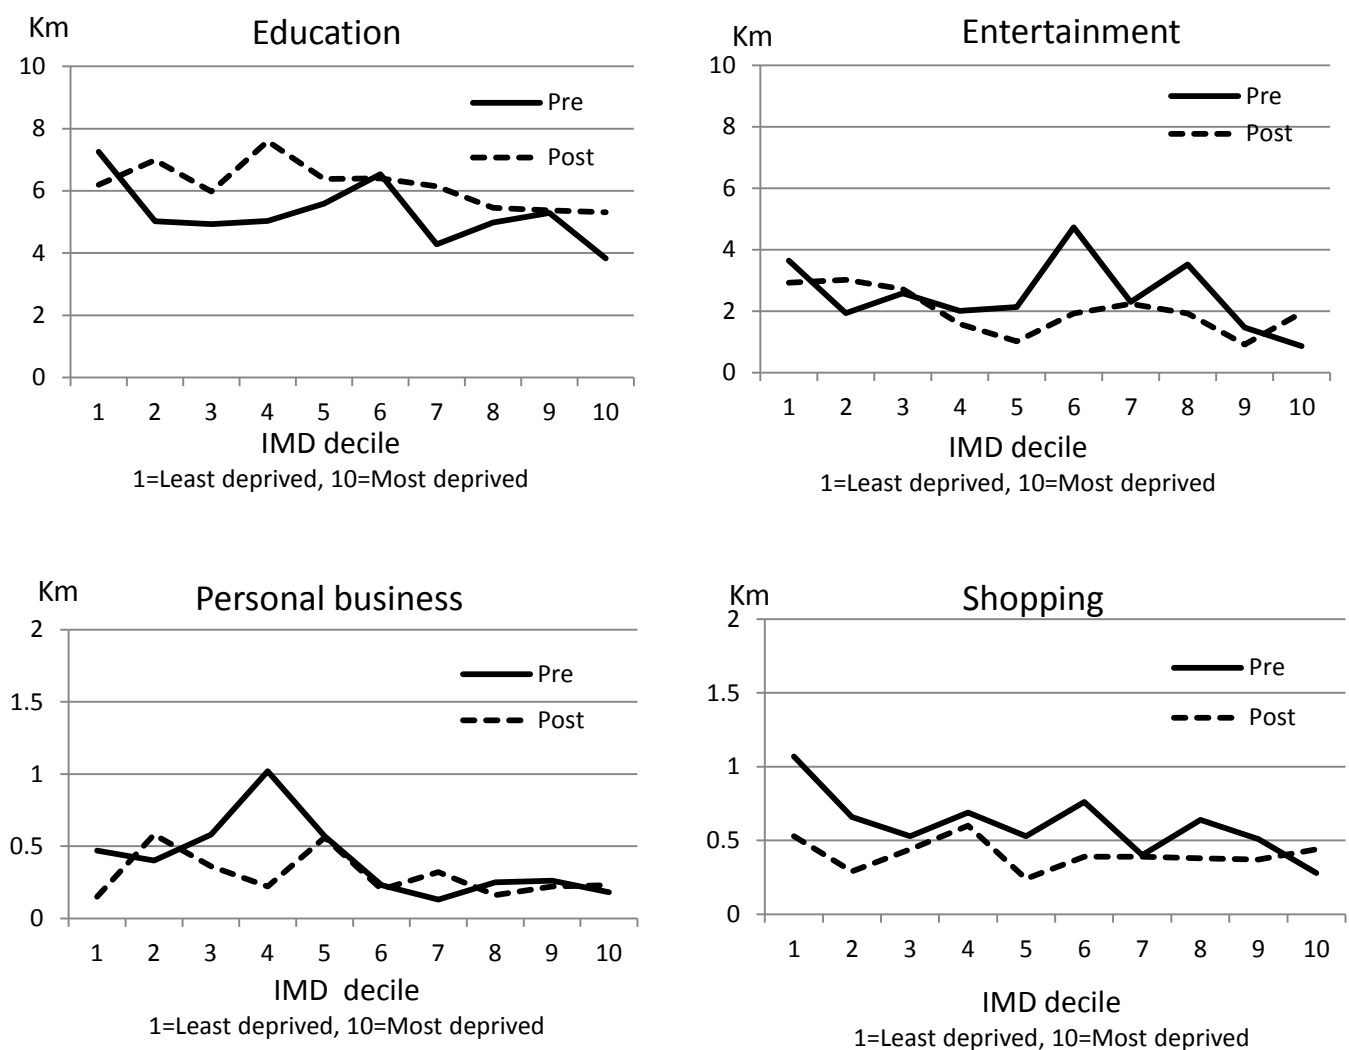 Km
Education
10
8
6
4
2
0
Pre
Post
1 2 3 4 5 6 7 8 9 10
IMD decile
1=Least deprived, 10=Most deprived
Km
Entertainment
10
8
6
4
2
0
Pre
Post
1 2 3 4 5 6 7 8 9 10
IMD decile
1=Least deprived, 10=Most deprived
Km
Personal business
2
1.5
1
0.5
0
Pre
Post
1 2 3 4 5 6 7 8 9 10
IMD decile
1=Least deprived, 10=Most deprived
Km
Shopping
2
1.5
1
0.5
0
Pre
Post
1 2 3 4 5 6 7 8 9 10
IMD decile
1=Least deprived, 10=Most deprived